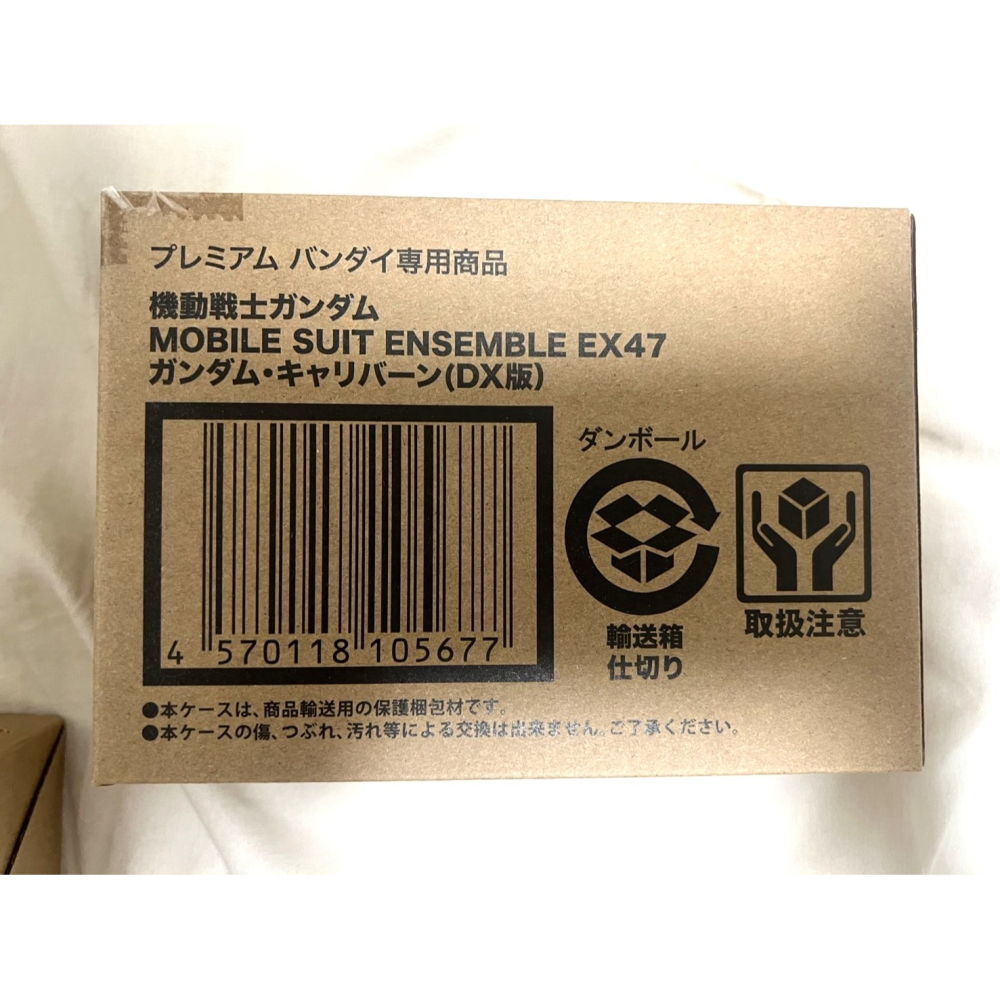 プレミアム バンダイ専用商品
機動戦士ガンダム
MOBILE SUIT ENSEMBLE EX47
ガンダム・キャリバーン(DX版)
ダンボール
輸送箱
仕切り
取扱注意
4 570118 105677
●本ケースは、商品輸送用の保護梱包材です。
●本ケースの傷、つぶれ、汚れ等による交換は出来ません。ご了承ください。